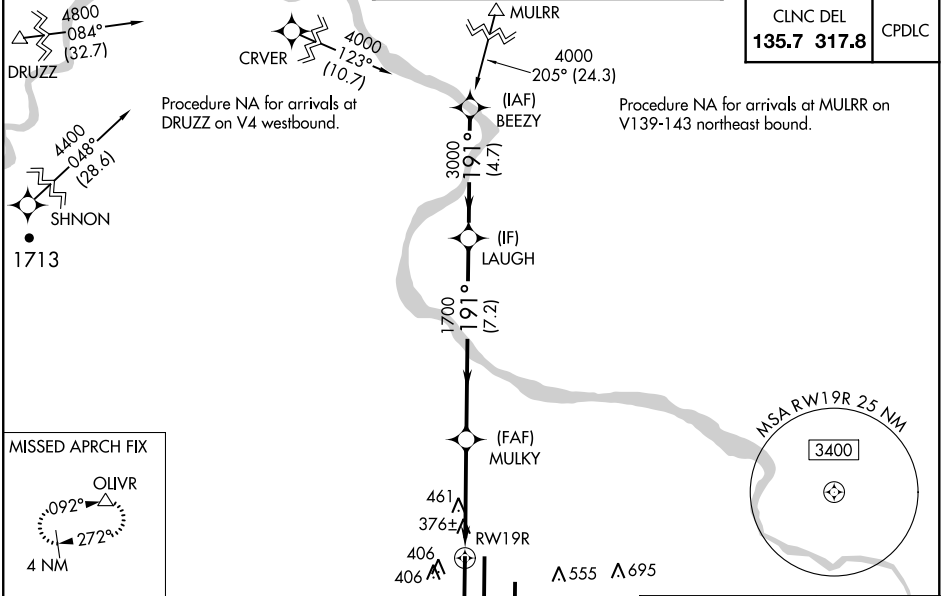 CLNC DEL
135.7 317.8
CPDLC
4800
084°
(32.7)
DRUZZ
CRVER
4000
123°
(10.7)
MULRR
4000
205° (24.3)
(IAF)
BEEZY
Procedure NA for arrivals at
DRUZZ on V4 westbound.
Procedure NA for arrivals at MULRR on
V139-143 northeast bound.
4400
048°
(28.6)
SHNON
1713
3000
191°
(4.7)
(IF)
LAUGH
1700
191°
(7.2)
(FAF)
MULKY
MSA RW19R 25 NM
3400
MISSED APRCH FIX
OLIVR
092°
272°
4 NM
461
376±
RW19R
406
406
555
695